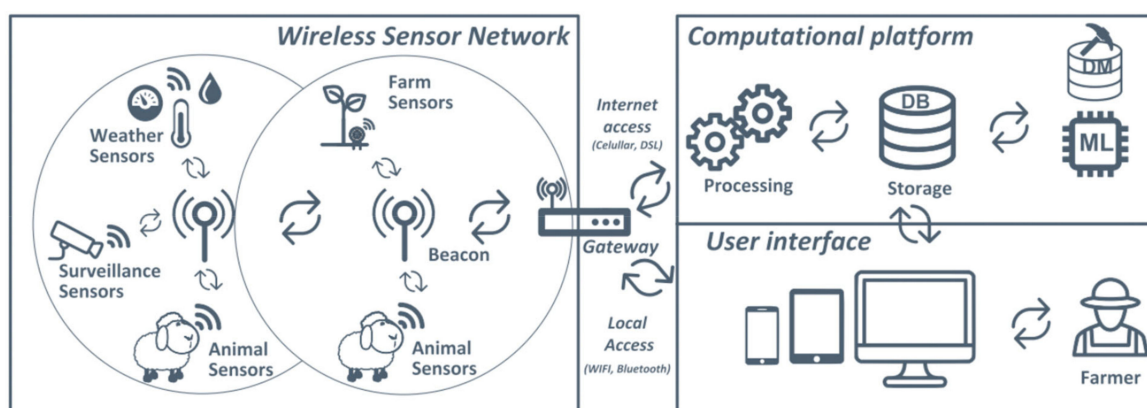 Wireless Sensor Network
Weather
Sensors
Farm
Sensors
Surveillance
Sensors
Beacon
Animal
Sensors
Animal
Sensors
Internet
access
(Celullar, DSL)
Gateway
Local
Access
(WIFI, Bluetooth)
Computational platform
Processing
DB
Storage
DM
ML
User interface
Farmer